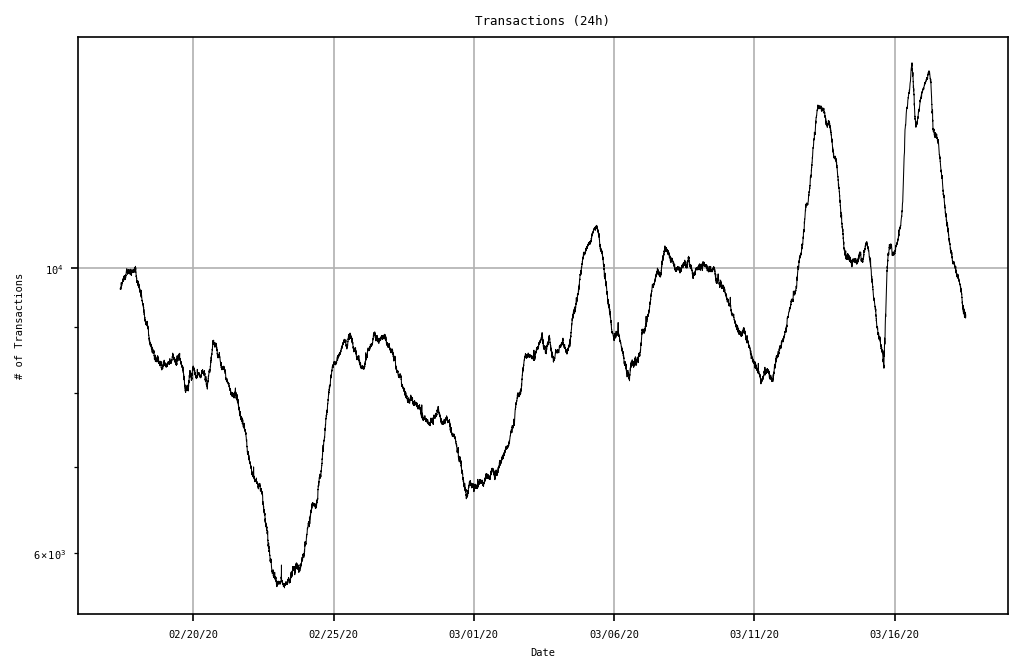 Transactions (24h)
# of Transactions
10⁴
6×10³
02/20/20 02/25/20 03/01/20 03/06/20 03/11/20 03/16/20
Date